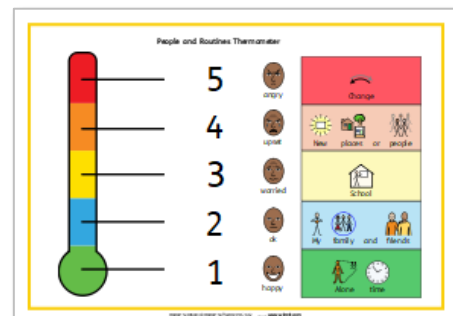 People and Routines Thermometer
5
angry
Change
4
upset
New places or people
3
worried
School
2
ok
My family and friends
1
happy
Alone time